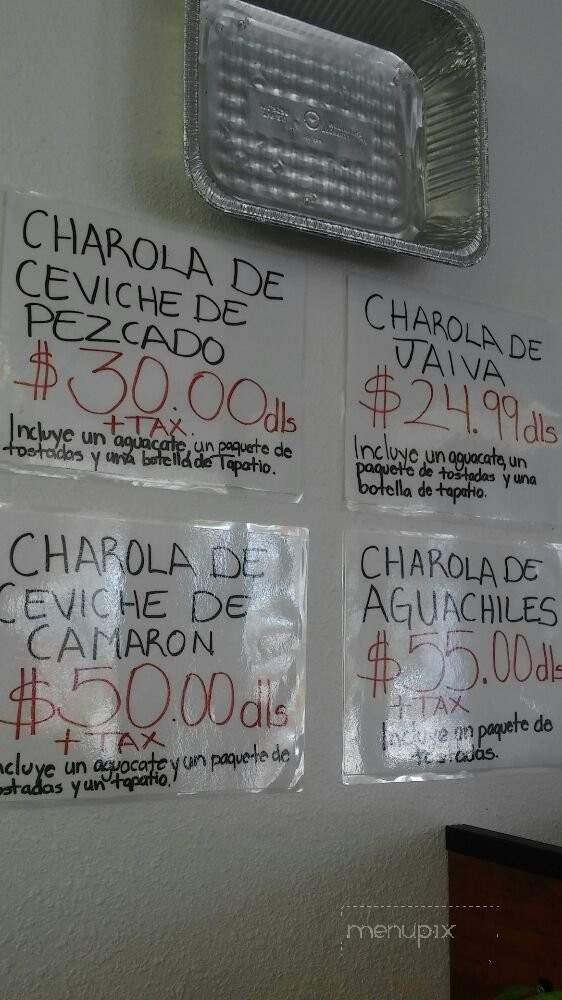 CHAROLA DE
CEVICHE DE
PEZCADO
$30.00dls
+TAX.
Incluye un aguacate, un paquete de
tostadas y una botella de Tapatio.
CHAROLA DE
JAIVA
$24.99dls
Incluye un aguacate, un
paquete de tostadas y una
botella de tapatio.
CHAROLA DE
CEVICHE DE
CAMARON
$50.00dls
+ TAX
ncluye un aguacate y un paquete de
ostadas y un tapatio.
CHAROLA DE
AGUACHILES
$55.00dls
+ TAX
Incluye un paquete de
tostadas.
menupix